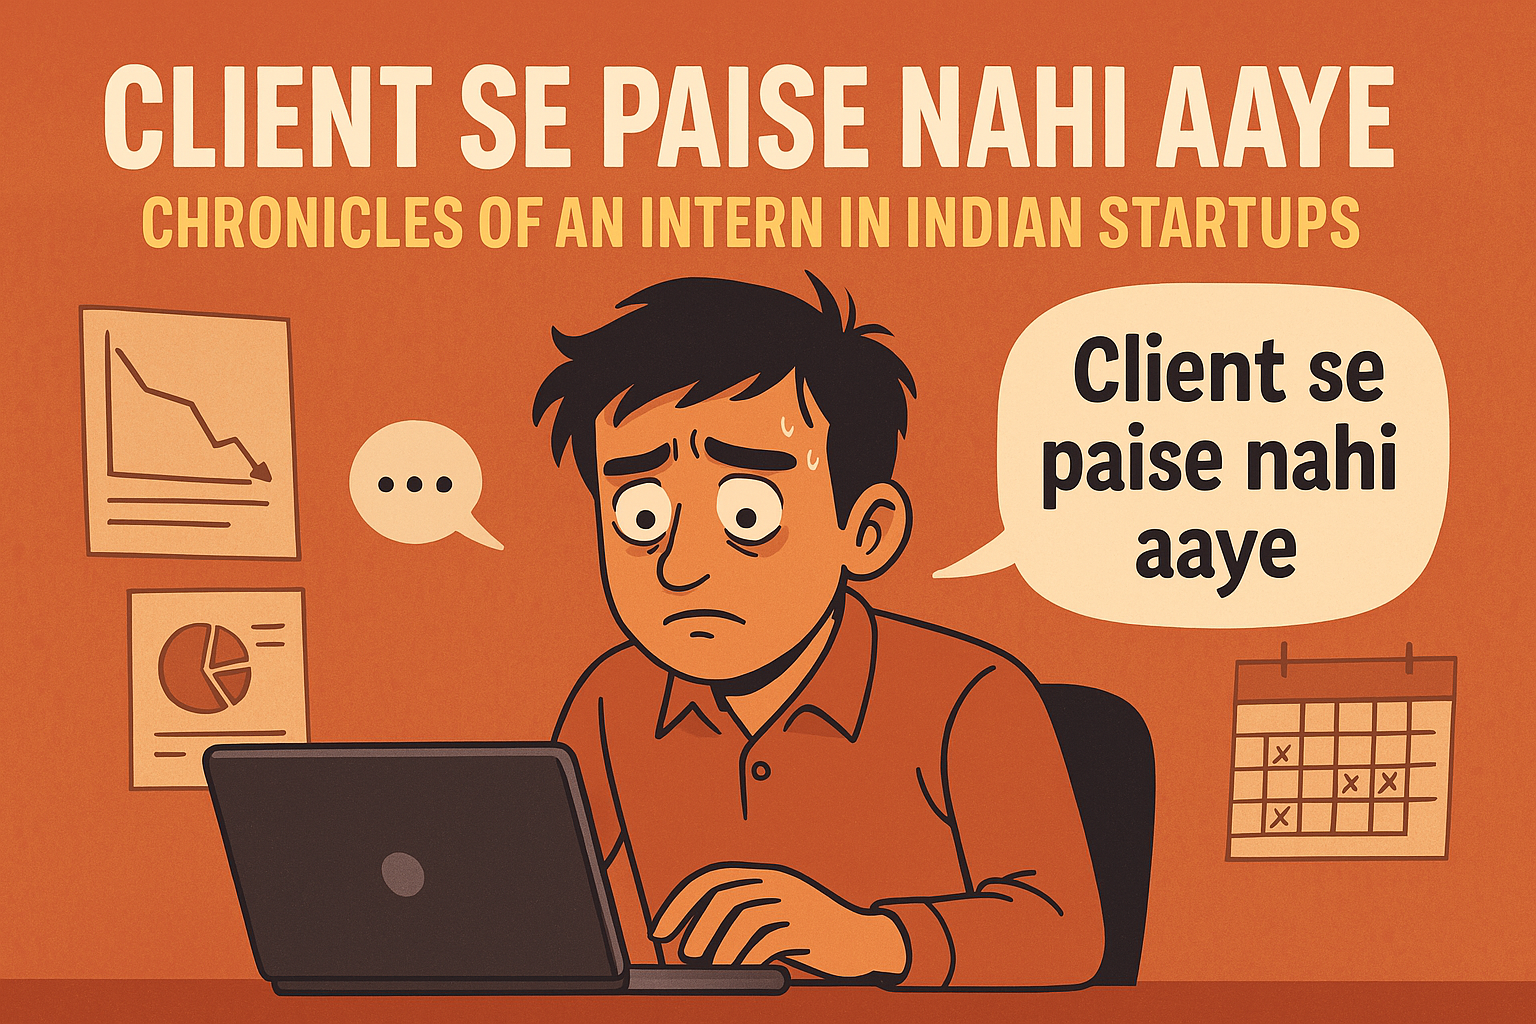 CLIENT SE PAISE NAHI AAYE
CHRONICLES OF AN INTERN IN INDIAN STARTUPS
...
Client se
paise nahi
aaye